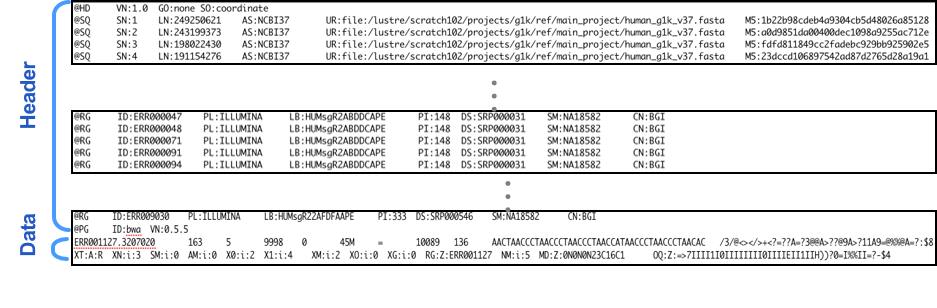 Header
@HD VN:1.0 GO:none SO:coordinate
@SQ SN:1 LN:249250621 AS:NCBI37 UR:file:/lustre/scratch102/projects/g1k/ref/main_project/human_g1k_v37.fasta M5:1b22b98cdeb4a9304cb5d48026a85128
@SQ SN:2 LN:243199373 AS:NCBI37 UR:file:/lustre/scratch102/projects/g1k/ref/main_project/human_g1k_v37.fasta M5:a0d9851da00400dec1098a9255ac712e
@SQ SN:3 LN:198022430 AS:NCBI37 UR:file:/lustre/scratch102/projects/g1k/ref/main_project/human_g1k_v37.fasta M5:fdfd811849cc2fadebc929bb925902e5
@SQ SN:4 LN:191154276 AS:NCBI37 UR:file:/lustre/scratch102/projects/g1k/ref/main_project/human_g1k_v37.fasta M5:23dccd106897542ad87d2765d28a19a1
@RG ID:ERR000047 PL:ILLUMINA LB:HUMsgR2ABDDCAPE PI:148 DS:SRP000031 SM:NA18582 CN:BGI
@RG ID:ERR000048 PL:ILLUMINA LB:HUMsgR2ABDDCAPE PI:148 DS:SRP000031 SM:NA18582 CN:BGI
@RG ID:ERR000071 PL:ILLUMINA LB:HUMsgR2ABDDCAPE PI:148 DS:SRP000031 SM:NA18582 CN:BGI
@RG ID:ERR000091 PL:ILLUMINA LB:HUMsgR2ABDDCAPE PI:148 DS:SRP000031 SM:NA18582 CN:BGI
@RG ID:ERR000094 PL:ILLUMINA LB:HUMsgR2ABDDCAPE PI:148 DS:SRP000031 SM:NA18582 CN:BGI
@RG ID:ERR009030 PL:ILLUMINA LB:HUMsgR22AFDFAAPE PI:333 DS:SRP000546 SM:NA18582 CN:BGI
@PG ID:bwa VN:0.5.5
Data
ERR001127.3207020 163 5 9998 0 45M = 10089 136 AACTAACCCTAACCCTAACCCTAACCATAACCCTAACCCTAACAC /3/@<></>+<?=??A=?3@@A>??@9A>?11A9=@%%@A=?:$8
XT:A:R XN:i:3 SM:i:0 AM:i:0 X0:i:2 X1:i:4 XM:i:2 XO:i:0 XG:i:0 RG:Z:ERR001127 NM:i:5 MD:Z:0N0N0N23C16C1 OQ:Z:=>7IIII1I0IIIIIIII0IIIIEII1IIH))?0=I%%II=?-$4